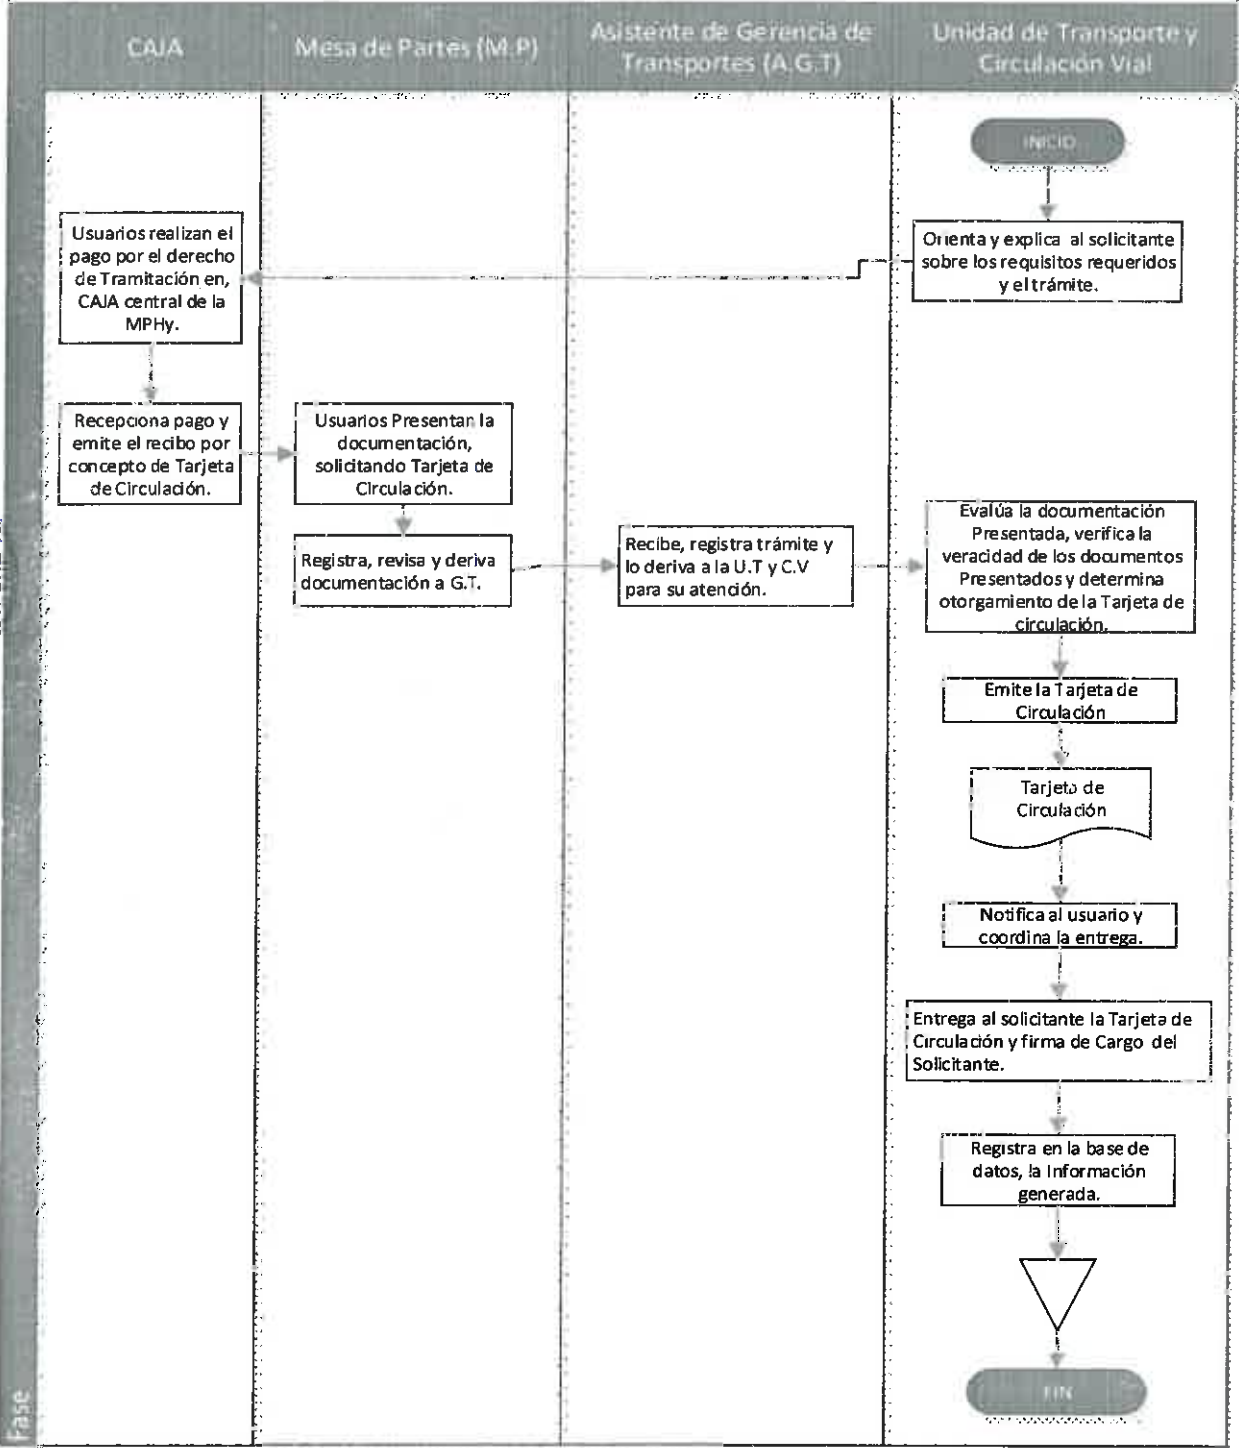 CAJA
Mesa de Partes (M.P)
Asistente de Gerencia de
Transportes (A.G.T)
Unidad de Transporte y
Circulación Vial
INICIO
Usuarios realizan el
pago por el derecho
de Tramitación en,
CAJA central de la
MPHy.
Orienta y explica al solicitante
sobre los requisitos requeridos
y el trámite.
Recepciona pago y
emite el recibo por
concepto de Tarjeta
de Circulación.
Usuarios Presentan la
documentación,
solicitando Tarjeta de
Circulación.
Registra, revisa y deriva
documentación a G.T.
Recibe, registra trámite y
lo deriva a la U.T y C.V
para su atención.
Evalúa la documentación
Presentada, verifica la
veracidad de los documentos
Presentados y determina
otorgamiento de la Tarjeta de
circulación.
Emite la Tarjeta de
Circulación
Tarjeta de
Circulación
Notifica al usuario y
coordina la entrega.
Entrega al solicitante la Tarjeta de
Circulación y firma de Cargo del
Solicitante.
Registra en la base de
datos, la Información
generada.
FIN
Fase